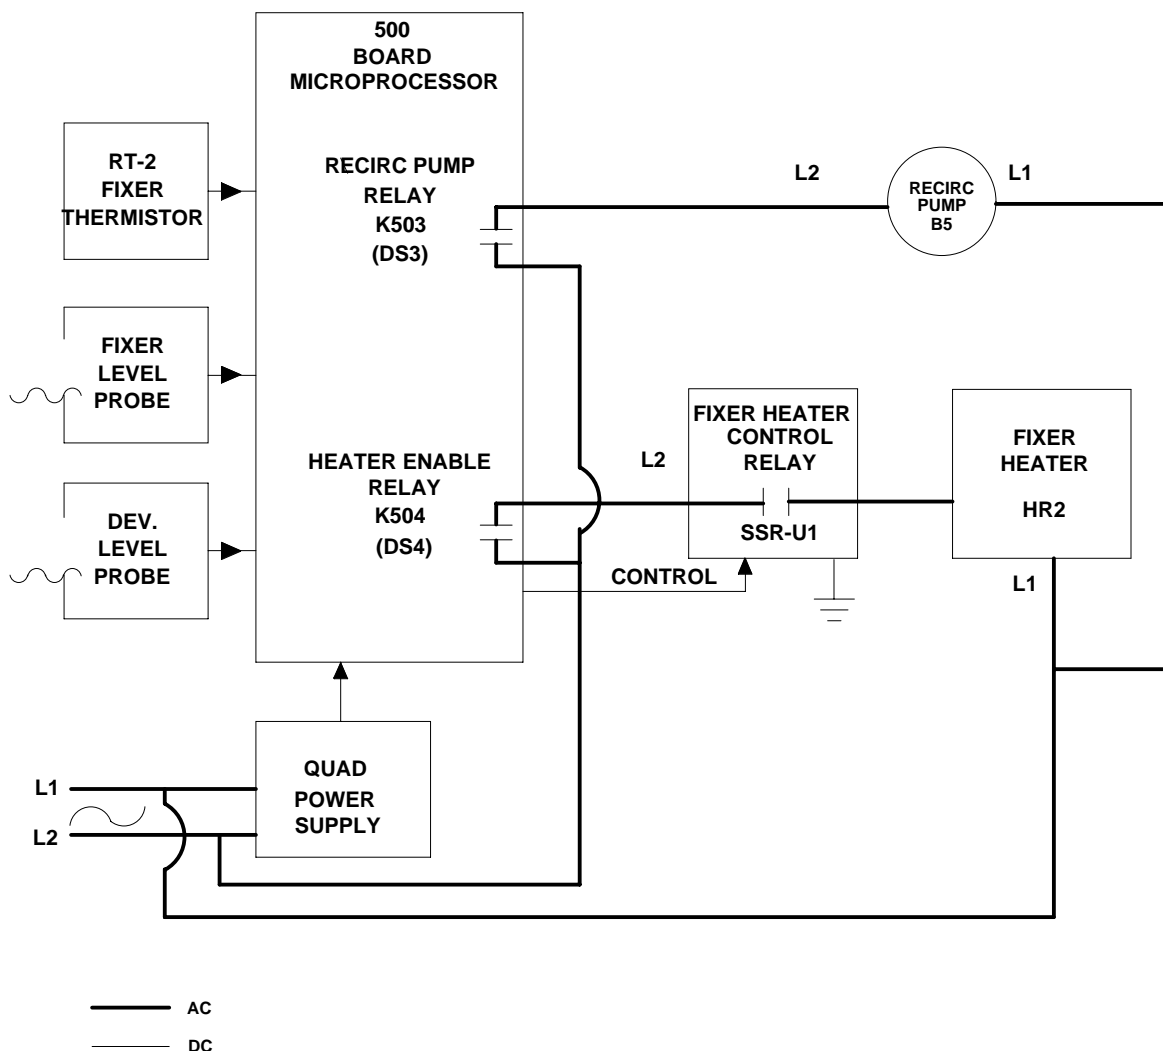 500
BOARD
MICROPROCESSOR
RT-2
FIXER
THERMISTOR
RECIRC PUMP
RELAY
K503
(DS3)
L2
RECIRC
PUMP
B5
L1
FIXER
LEVEL
PROBE
HEATER ENABLE
RELAY
K504
(DS4)
L2
FIXER HEATER
CONTROL
RELAY
SSR-U1
FIXER
HEATER
HR2
DEV.
LEVEL
PROBE
CONTROL
L1
QUAD
POWER
SUPPLY
L1
L2
AC
DC